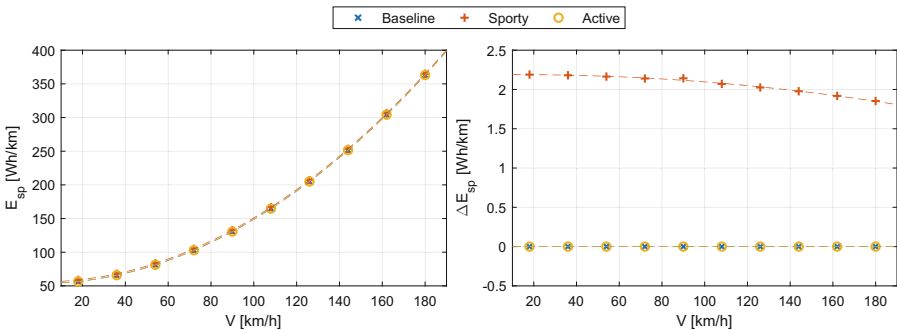 Baseline Sporty Active
400
350
300
250
200
150
100
50
E_sp [Wh/km]
20 40 60 80 100 120 140 160 180
V [km/h]
2.5
2
1.5
1
0.5
0
-0.5
△E_sp [Wh/km]
20 40 60 80 100 120 140 160 180
V [km/h]